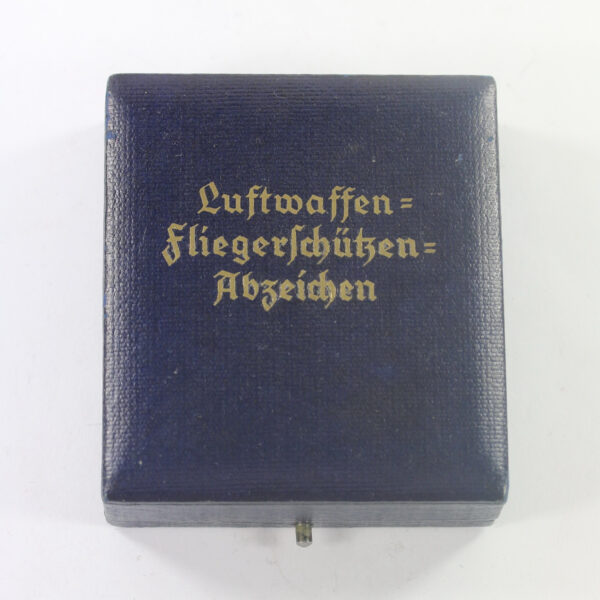 Luftwaffen=
Fliegerschützen=
Abzeichen